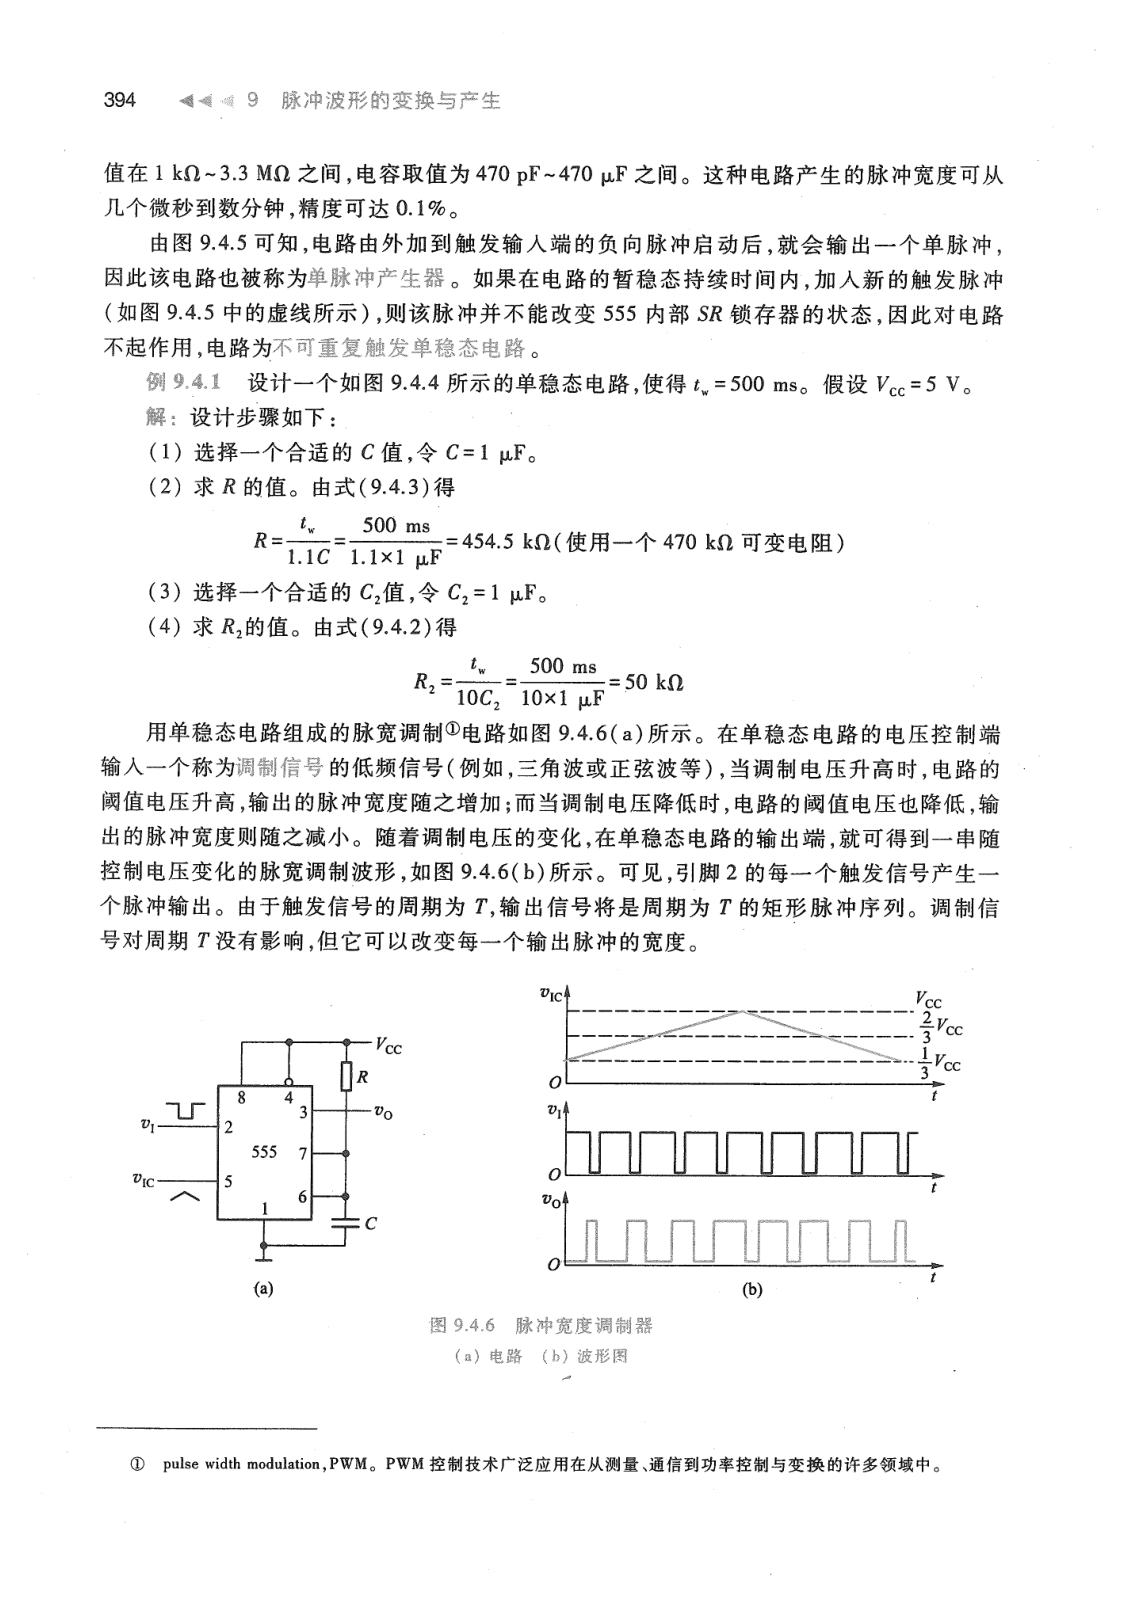 394 ◀◀◀ 9 脉冲波形的变换与产生
值在 1 kΩ~3.3 MΩ 之间,电容取值为 470 pF~470 μF 之间。这种电路产生的脉冲宽度可从
几个微秒到数分钟,精度可达 0.1%。
由图 9.4.5 可知,电路由外加到触发输入端的负向脉冲启动后,就会输出一个单脉冲,
因此该电路也被称为单脉冲产生器。如果在电路的暂稳态持续时间内,加入新的触发脉冲
(如图 9.4.5 中的虚线所示),则该脉冲并不能改变 555 内部 SR 锁存器的状态,因此对电路
不起作用,电路为不可重复触发单稳态电路。
例 9.4.1 设计一个如图 9.4.4 所示的单稳态电路,使得 t_w = 500 ms。假设 V_CC = 5 V。
解:设计步骤如下:
(1) 选择一个合适的 C 值,令 C = 1 μF。
(2) 求 R 的值。由式(9.4.3)得
R = t_w/1.1C = 500 ms/1.1×1 μF = 454.5 kΩ(使用一个 470 kΩ 可变电阻)
(3) 选择一个合适的 C₂值,令 C₂ = 1 μF。
(4) 求 R₂的值。由式(9.4.2)得
R₂ = t_w/10C₂ = 500 ms/10×1 μF = 50 kΩ
用单稳态电路组成的脉宽调制①电路如图 9.4.6(a)所示。在单稳态电路的电压控制端
输入一个称为调制信号的低频信号(例如,三角波或正弦波等),当调制电压升高时,电路的
阈值电压升高,输出的脉冲宽度随之增加;而当调制电压降低时,电路的阈值电压也降低,输
出的脉冲宽度则随之减小。随着调制电压的变化,在单稳态电路的输出端,就可得到一串随
控制电压变化的脉宽调制波形,如图 9.4.6(b)所示。可见,引脚 2 的每一个触发信号产生一
个脉冲输出。由于触发信号的周期为 T,输出信号将是周期为 T 的矩形脉冲序列。调制信
号对周期 T 没有影响,但它可以改变每一个输出脉冲的宽度。
V_CC
R
8 4
3 v_O
v_I 2
555 7
v_IC 5
6
1
C
(a)
v_IC
V_CC
2/3 V_CC
1/3 V_CC
O
t
v_I
O
t
v_O
O
t
(b)
图 9.4.6 脉冲宽度调制器
(a) 电路 (b) 波形图
① pulse width modulation,PWM。PWM 控制技术广泛应用在从测量、通信到功率控制与变换的许多领域中。